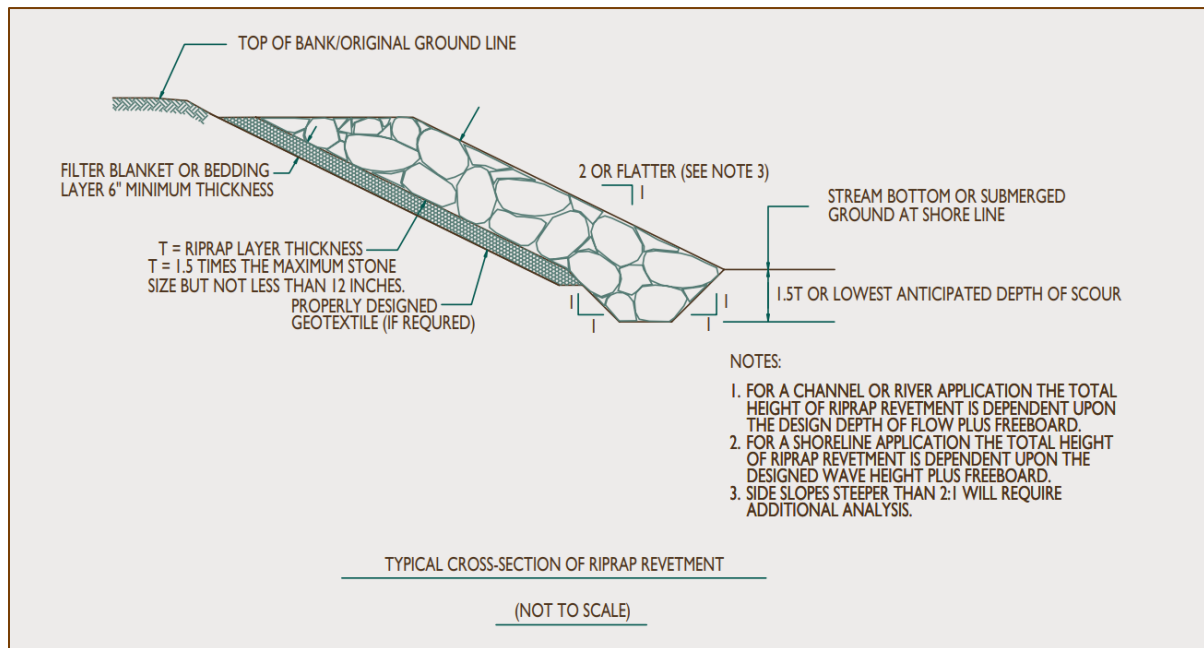 TOP OF BANK/ORIGINAL GROUND LINE
FILTER BLANKET OR BEDDING
LAYER 6" MINIMUM THICKNESS
2 OR FLATTER (SEE NOTE 3)
1
STREAM BOTTOM OR SUBMERGED
GROUND AT SHORE LINE
T = RIPRAP LAYER THICKNESS
T = 1.5 TIMES THE MAXIMUM STONE
SIZE BUT NOT LESS THAN 12 INCHES.
PROPERLY DESIGNED
GEOTEXTILE (IF REQURED)
1
1
1
1
1.5T OR LOWEST ANTICIPATED DEPTH OF SCOUR
NOTES:
1. FOR A CHANNEL OR RIVER APPLICATION THE TOTAL
HEIGHT OF RIPRAP REVETMENT IS DEPENDENT UPON
THE DESIGN DEPTH OF FLOW PLUS FREEBOARD.
2. FOR A SHORELINE APPLICATION THE TOTAL HEIGHT
OF RIPRAP REVETMENT IS DEPENDENT UPON THE
DESIGNED WAVE HEIGHT PLUS FREEBOARD.
3. SIDE SLOPES STEEPER THAN 2:1 WILL REQUIRE
ADDITIONAL ANALYSIS.
TYPICAL CROSS-SECTION OF RIPRAP REVETMENT
(NOT TO SCALE)